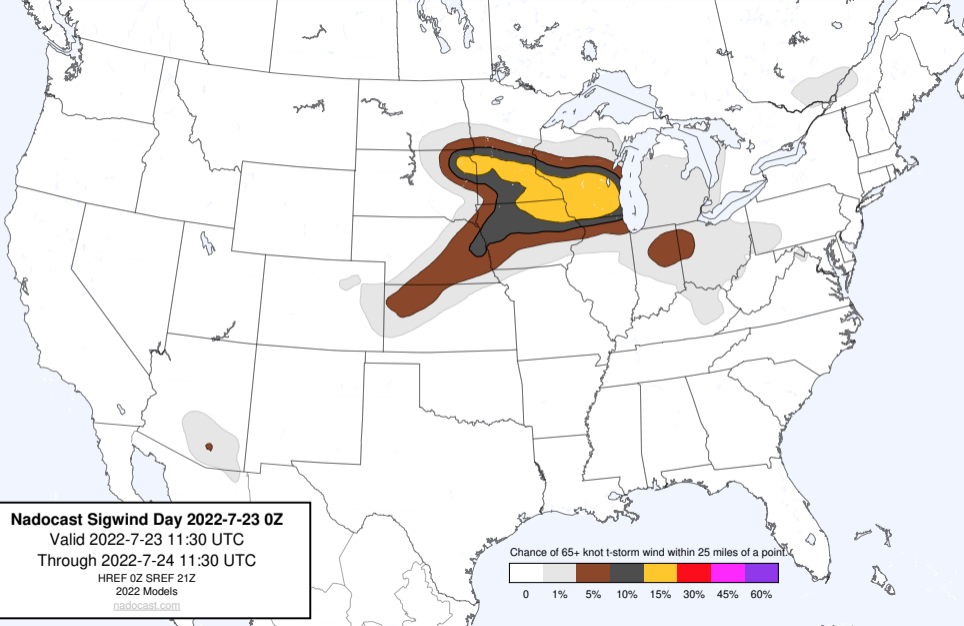 Nadocast Sigwind Day 2022-7-23 0Z
Valid 2022-7-23 11:30 UTC
Through 2022-7-24 11:30 UTC
HREF 0Z SREF 21Z
2022 Models
nadocast.com
Chance of 65+ knot t-storm wind within 25 miles of a point.
0 1% 5% 10% 15% 30% 45% 60%